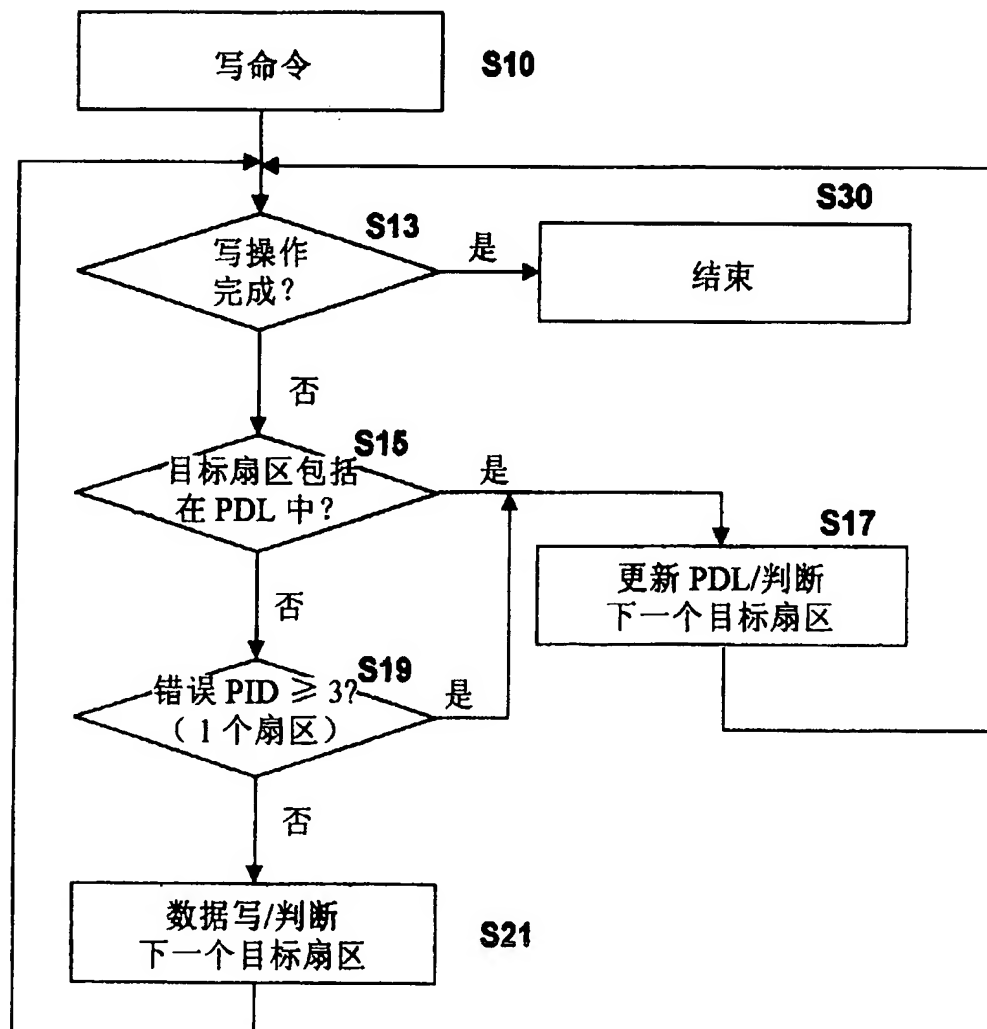 写命令
S10
S30
S13
写操作
完成？
是
结束
否
S15
目标扇区包括
在 PDL 中？
是
S17
更新 PDL/判断
下一个目标扇区
否
S19
错误 PID ≥ 3?
（1 个扇区）
是
否
数据写/判断
下一个目标扇区
S21